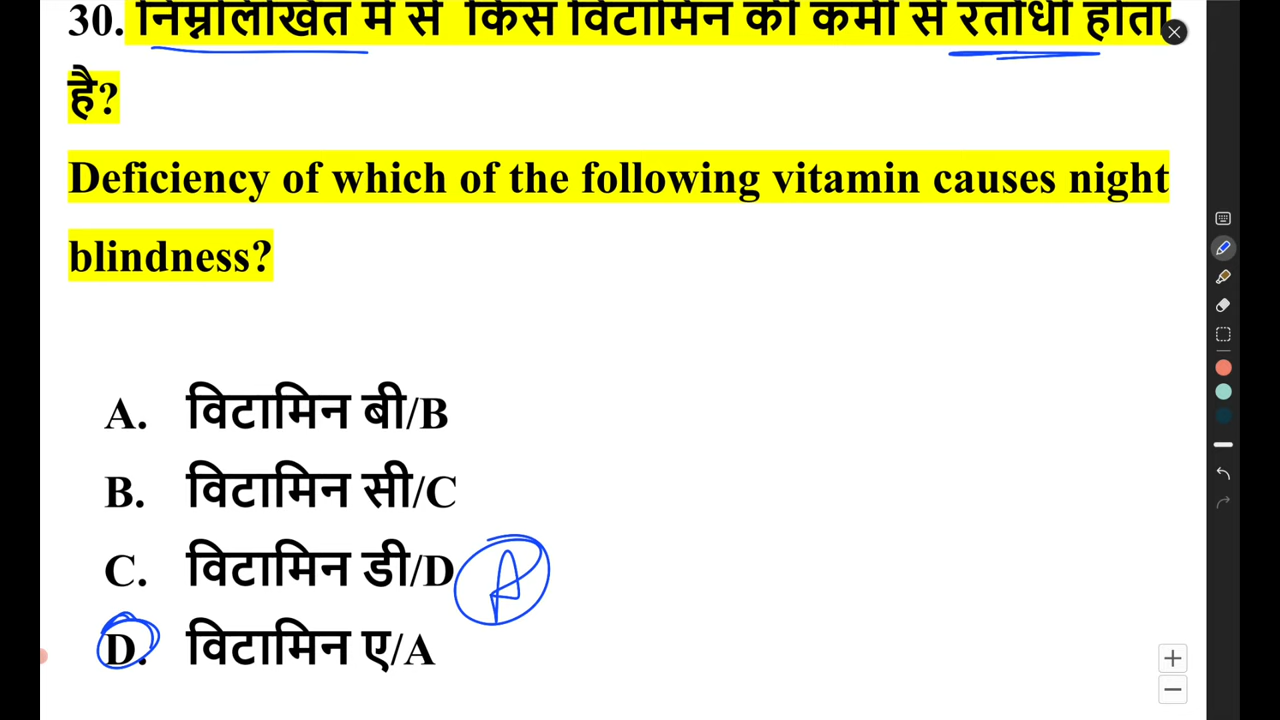 30. निम्नलिखित में से किस विटामिन की कमी से रतौंधी होता
है?
Deficiency of which of the following vitamin causes night
blindness?
A. विटामिन बी/B
B. विटामिन सी/C
C. विटामिन डी/D
A
D. विटामिन ए/A